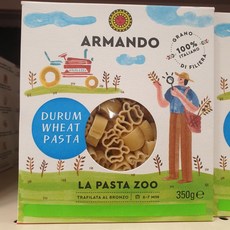 ARMANDO
GRANO
100%
ITALIANO
DI FILIERA
DURUM
WHEAT
PASTA
LA PASTA ZOO
TRAFILATA AL BRONZO
350g e